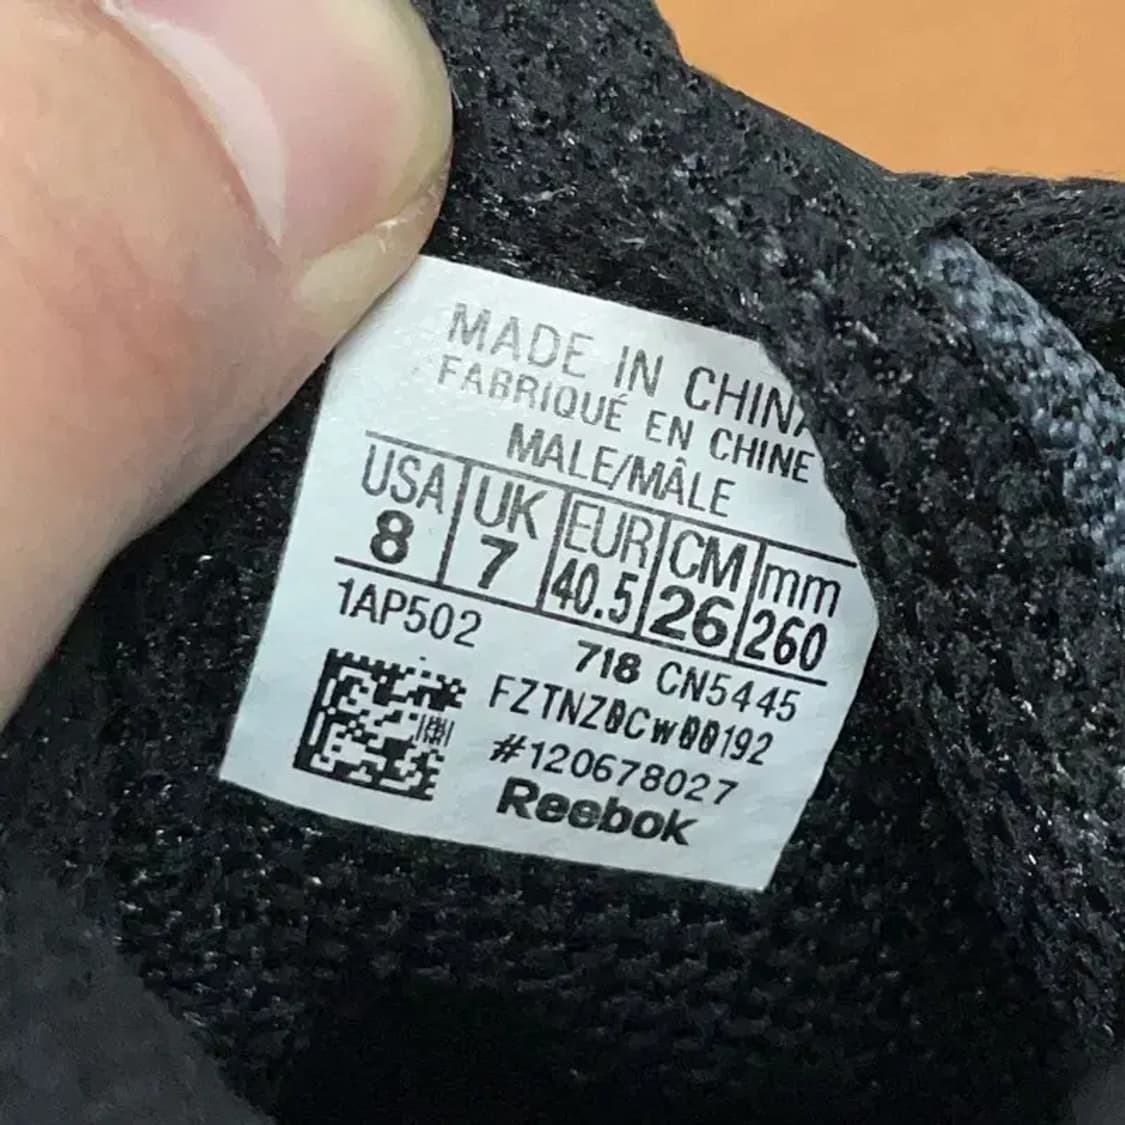 MADE IN CHINA
FABRIQUÉ EN CHINE
MALE/MÂLE
USA UK EUR CM mm
8 7 40.5 26 260
1AP502 718 CN5445
FZTNZ0Cw00192
#120678027
Reebok